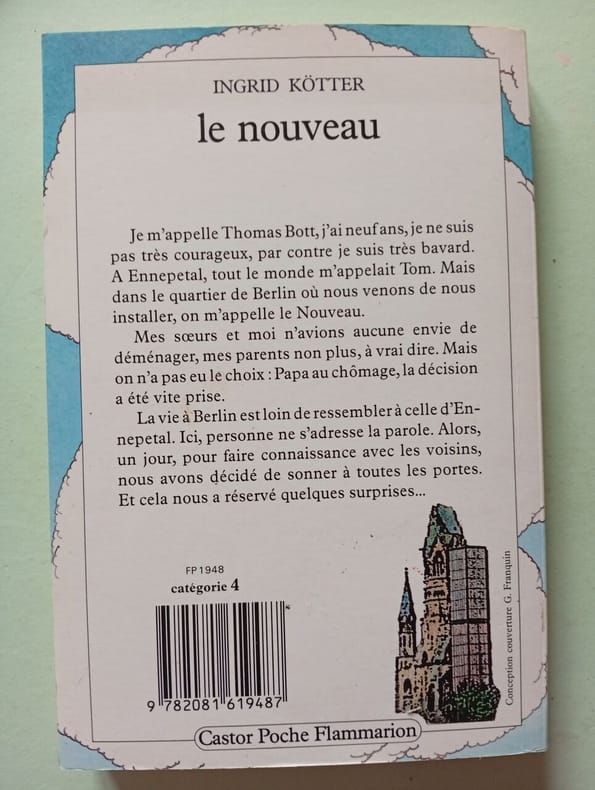 INGRID KÖTTER
le nouveau
Je m'appelle Thomas Bott, j'ai neuf ans, je ne suis
pas très courageux, par contre je suis très bavard.
A Ennepetal, tout le monde m'appelait Tom. Mais
dans le quartier de Berlin où nous venons de nous
installer, on m'appelle le Nouveau.
Mes sœurs et moi n'avions aucune envie de
déménager, mes parents non plus, à vrai dire. Mais
on n'a pas eu le choix : Papa au chômage, la décision
a été vite prise.
La vie à Berlin est loin de ressembler à celle d'En-
nepetal. Ici, personne ne s'adresse la parole. Alors,
un jour, pour faire connaissance avec les voisins,
nous avons décidé de sonner à toutes les portes.
Et cela nous a réservé quelques surprises...
FP 1948
catégorie 4
9 782081 619487
Conception couverture G. Franquin
Castor Poche Flammarion